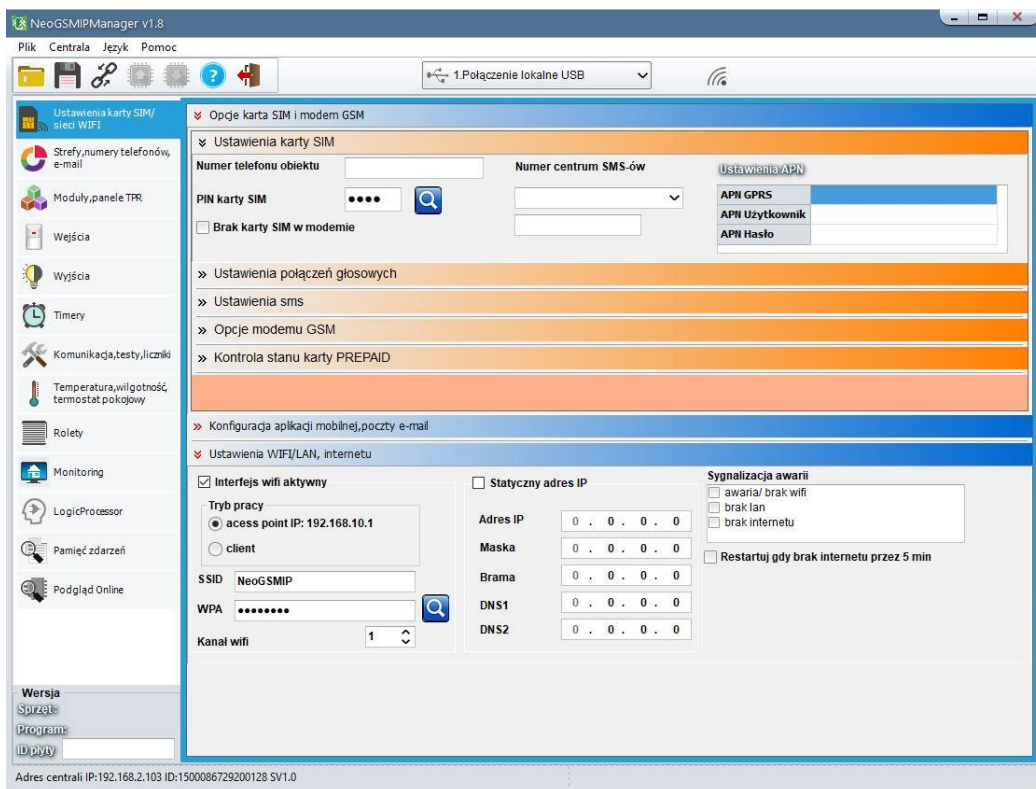 NeoGSMIPManager v1.8
Plik Centrala Język Pomoc
1.Połączenie lokalne USB
Ustawienia karty SIM/
sieci WIFI
Strefy,numery telefonów,
e-mail
Moduły,panele TPR
Wejścia
Wyjścia
Timery
Komunikacja,testy,liczniki
Temperatura,wilgotność,
termostat pokojowy
Rolety
Monitoring
LogicProcessor
Pamięć zdarzeń
Podgląd Online
Wersja
Sprzęt:
Program:
ID płyty
Opcje karta SIM i modem GSM
Ustawienia karty SIM
Numer telefonu obiektu
Numer centrum SMS-ów
Ustawienia APN
PIN karty SIM ●●●●
APN GPRS
APN Użytkownik
APN Hasło
Brak karty SIM w modemie
Ustawienia połączeń głosowych
Ustawienia sms
Opcje modemu GSM
Kontrola stanu karty PREPAID
Konfiguracja aplikacji mobilnej,poczty e-mail
Ustawienia WIFI/LAN, internetu
Interfejs wifi aktywny
Tryb pracy
acess point IP: 192.168.10.1
client
SSID NeoGSMIP
WPA ●●●●●●●●
Kanał wifi 1
Statyczny adres IP
Adres IP 0 . 0 . 0 . 0
Maska 0 . 0 . 0 . 0
Brama 0 . 0 . 0 . 0
DNS1 0 . 0 . 0 . 0
DNS2 0 . 0 . 0 . 0
Sygnalizacja awarii
awaria/ brak wifi
brak lan
brak internetu
Restartuj gdy brak internetu przez 5 min
Adres centrali IP:192.168.2.103 ID:1500086729200128 SV1.0